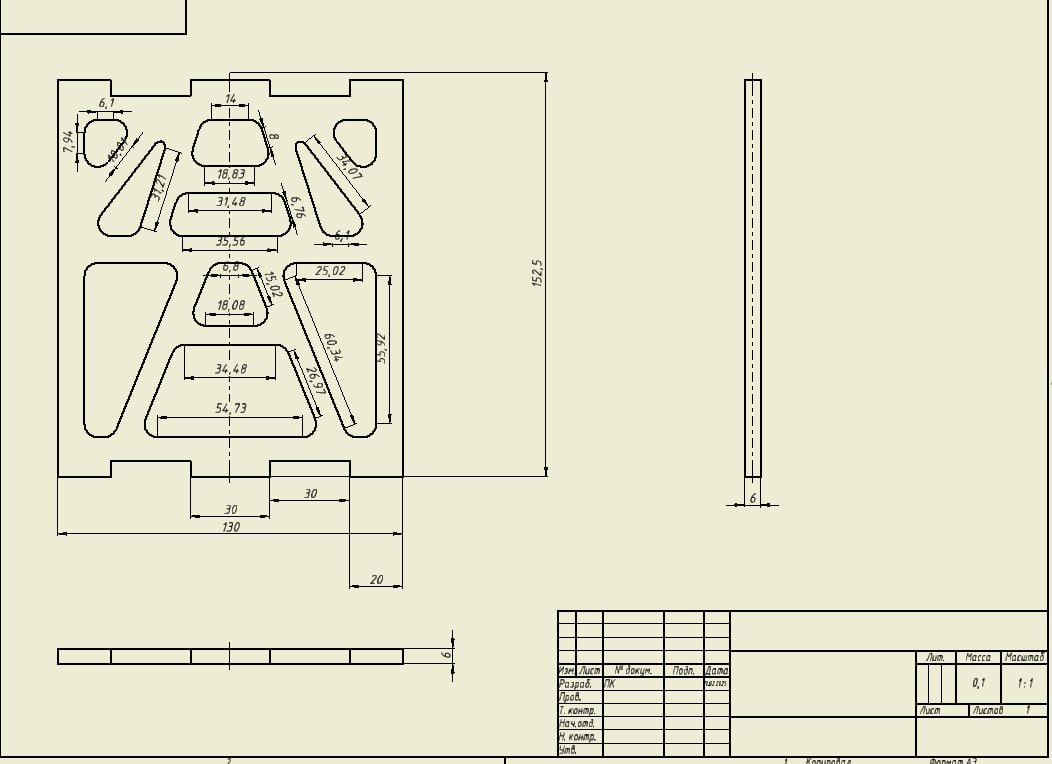 6,1
14
7,94
10,01
8
34,07
31,21
18,83
31,48
6,76
35,56
6,1
6,8
15,02
25,02
152,5
18,08
60,34
55,92
34,48
26,97
54,73
30
30
130
6
20
6
Лит. Масса Масштаб
Изм Лист № докум. Подп. Дата
Разраб. ПК
0,1 1:1
Пров.
Т. контр.
Лист Листов 1
Нач.отд.
Н. контр.
Утв.
2 1 Копировал Формат А3